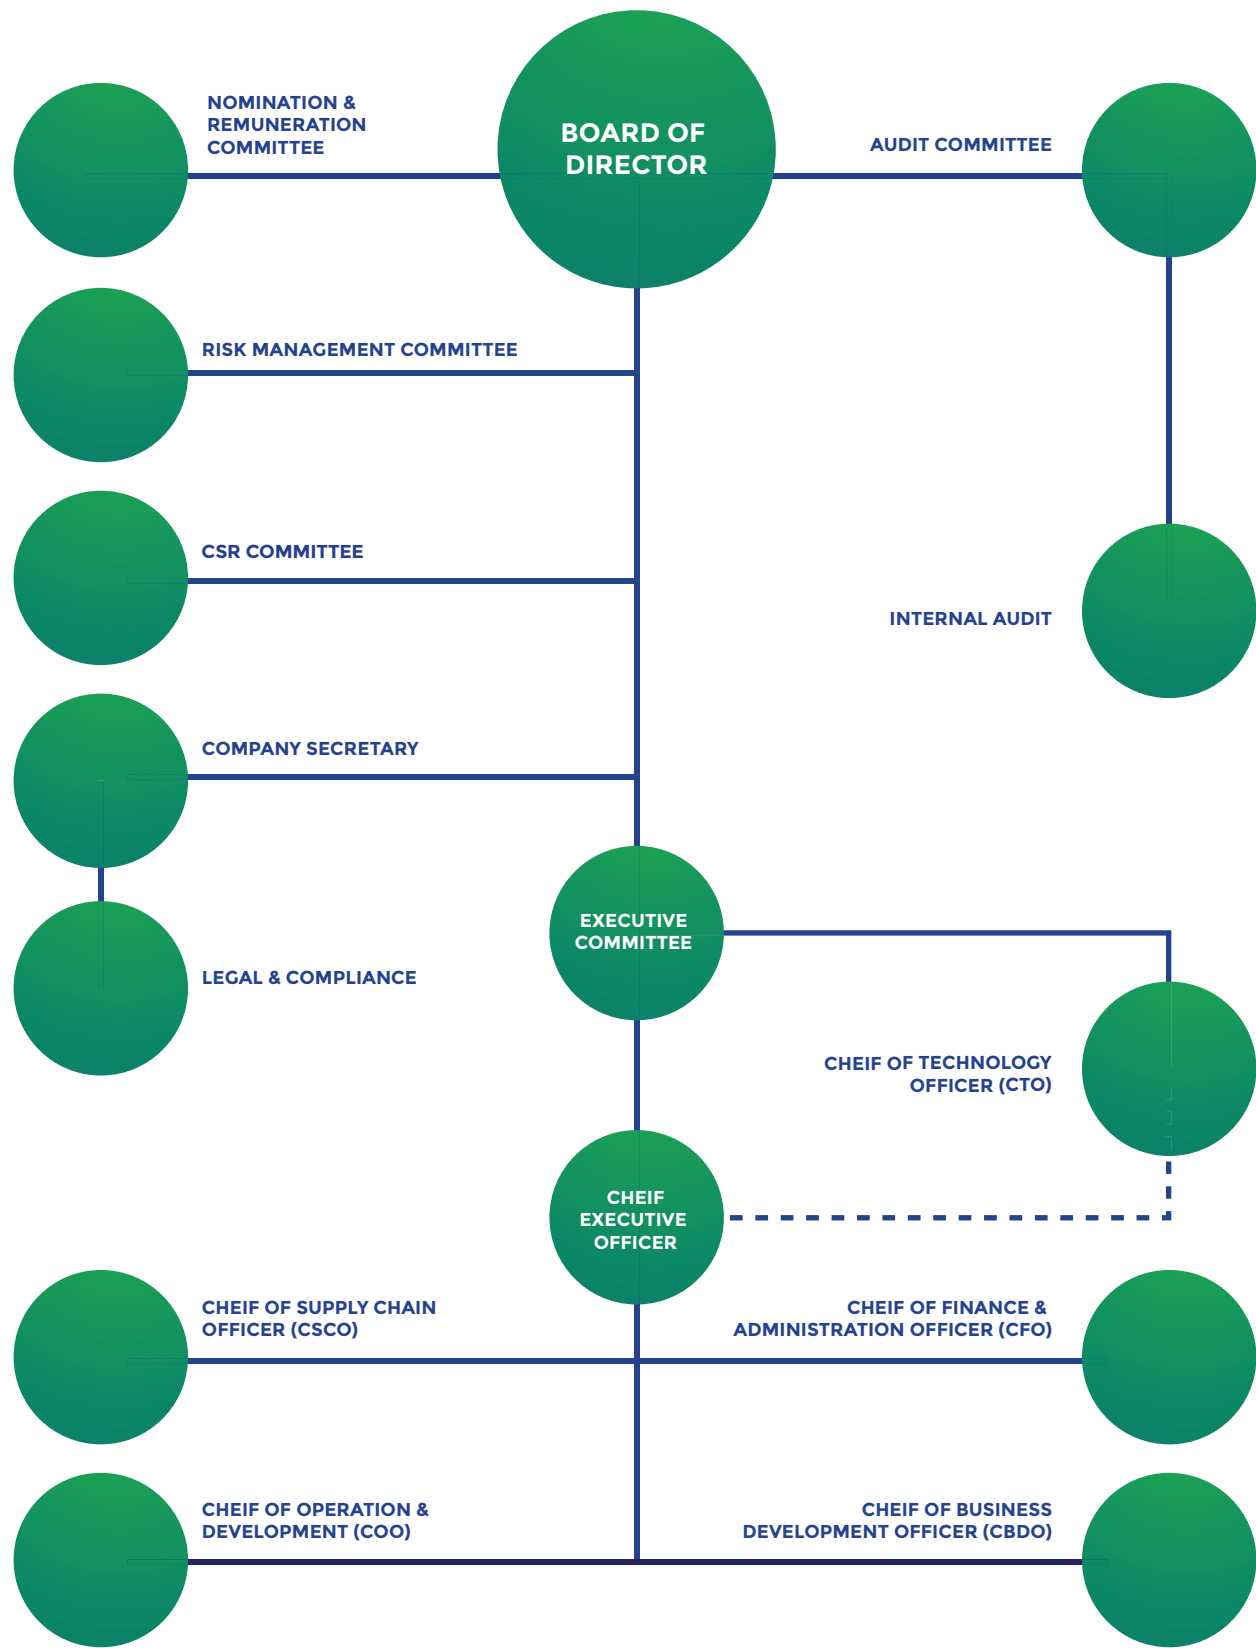 NOMINATION &
REMUNERATION
COMMITTEE
BOARD OF
DIRECTOR
AUDIT COMMITTEE
RISK MANAGEMENT COMMITTEE
CSR COMMITTEE
INTERNAL AUDIT
COMPANY SECRETARY
EXECUTIVE
COMMITTEE
LEGAL & COMPLIANCE
CHEIF OF TECHNOLOGY
OFFICER (CTO)
CHEIF
EXECUTIVE
OFFICER
CHEIF OF SUPPLY CHAIN
OFFICER (CSCO)
CHEIF OF FINANCE &
ADMINISTRATION OFFICER (CFO)
CHEIF OF OPERATION &
DEVELOPMENT (COO)
CHEIF OF BUSINESS
DEVELOPMENT OFFICER (CBDO)